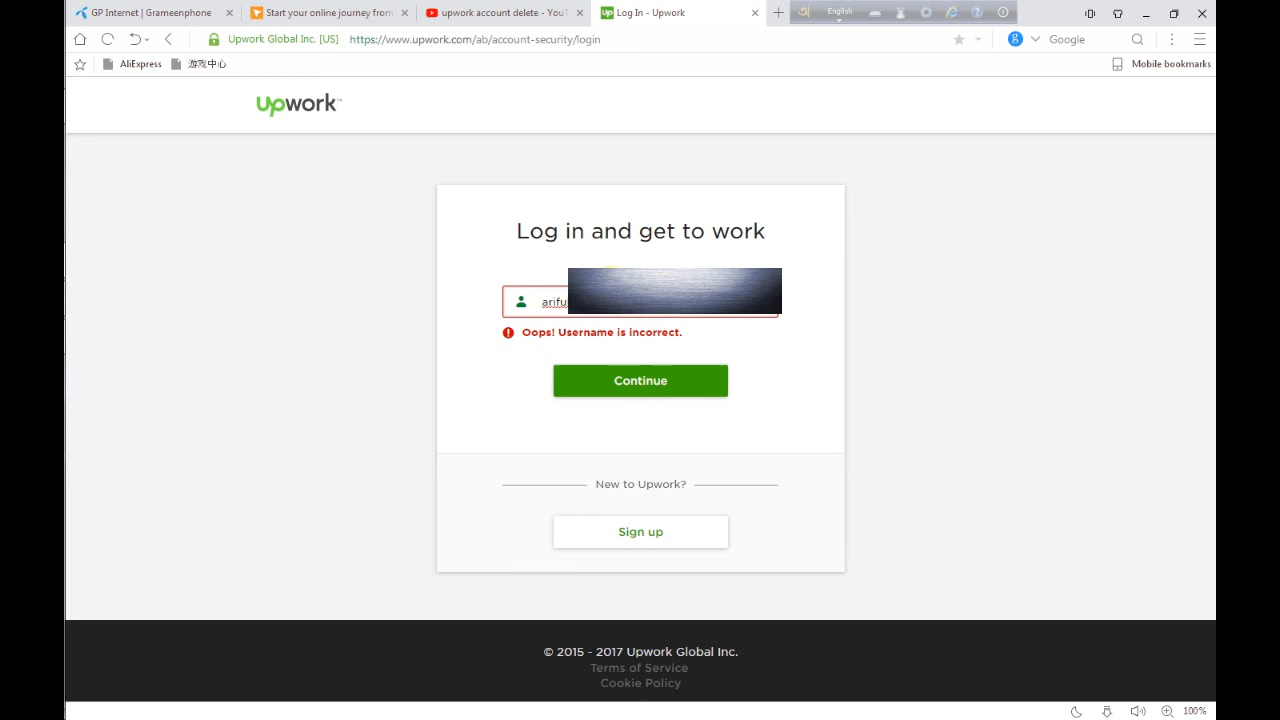 GP Internet | Grameenphone
Start your online journey from
upwork account delete - YouT
Log In - Upwork
English
Upwork Global Inc. [US]
https://www.upwork.com/ab/account-security/login
Google
AliExpress
游戏中心
Mobile bookmarks
upwork
Log in and get to work
arifu
Oops! Username is incorrect.
Continue
New to Upwork?
Sign up
© 2015 - 2017 Upwork Global Inc.
Terms of Service
Cookie Policy
100%